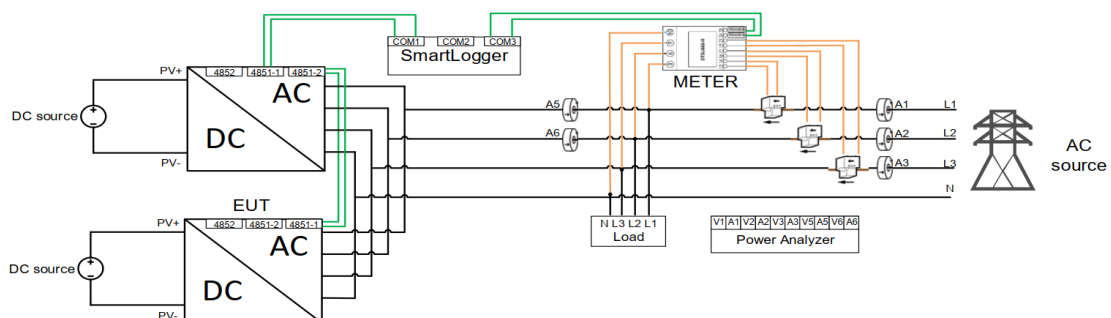 COM1 COM2 COM3
SmartLogger
METER
PV+
4852 4851-1 4851-2
AC
DC
DC source
PV-
A5
A6
A1 L1
A2 L2
A3 L3
N
AC
source
EUT
PV+
4852 4851-2 4851-1
AC
DC
DC source
PV-
N L3 L2 L1
Load
V1 A1 V2 A2 V3 A3 V5 A5 V6 A6
Power Analyzer